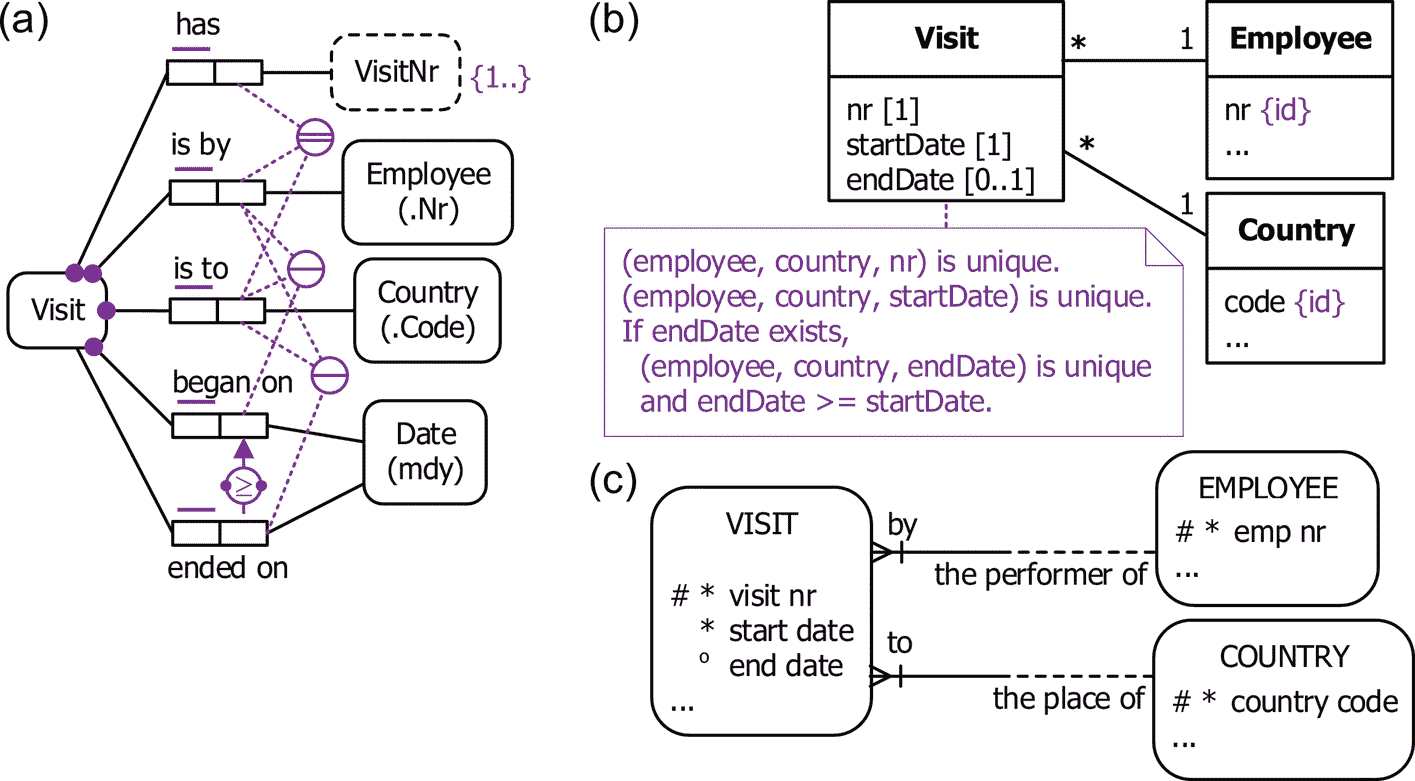 (a)
has
VisitNr
{1..}
is by
Employee
(.Nr)
is to
Country
(.Code)
Visit
began on
Date
(mdy)
≥
ended on
(b)
Visit
nr [1]
startDate [1]
endDate [0..1]
*
1
Employee
nr {id}
...
*
1
Country
code {id}
...
(employee, country, nr) is unique.
(employee, country, startDate) is unique.
If endDate exists,
(employee, country, endDate) is unique
and endDate >= startDate.
(c)
VISIT
# * visit nr
* start date
o end date
...
by
the performer of
EMPLOYEE
# * emp nr
...
to
the place of
COUNTRY
# * country code
...